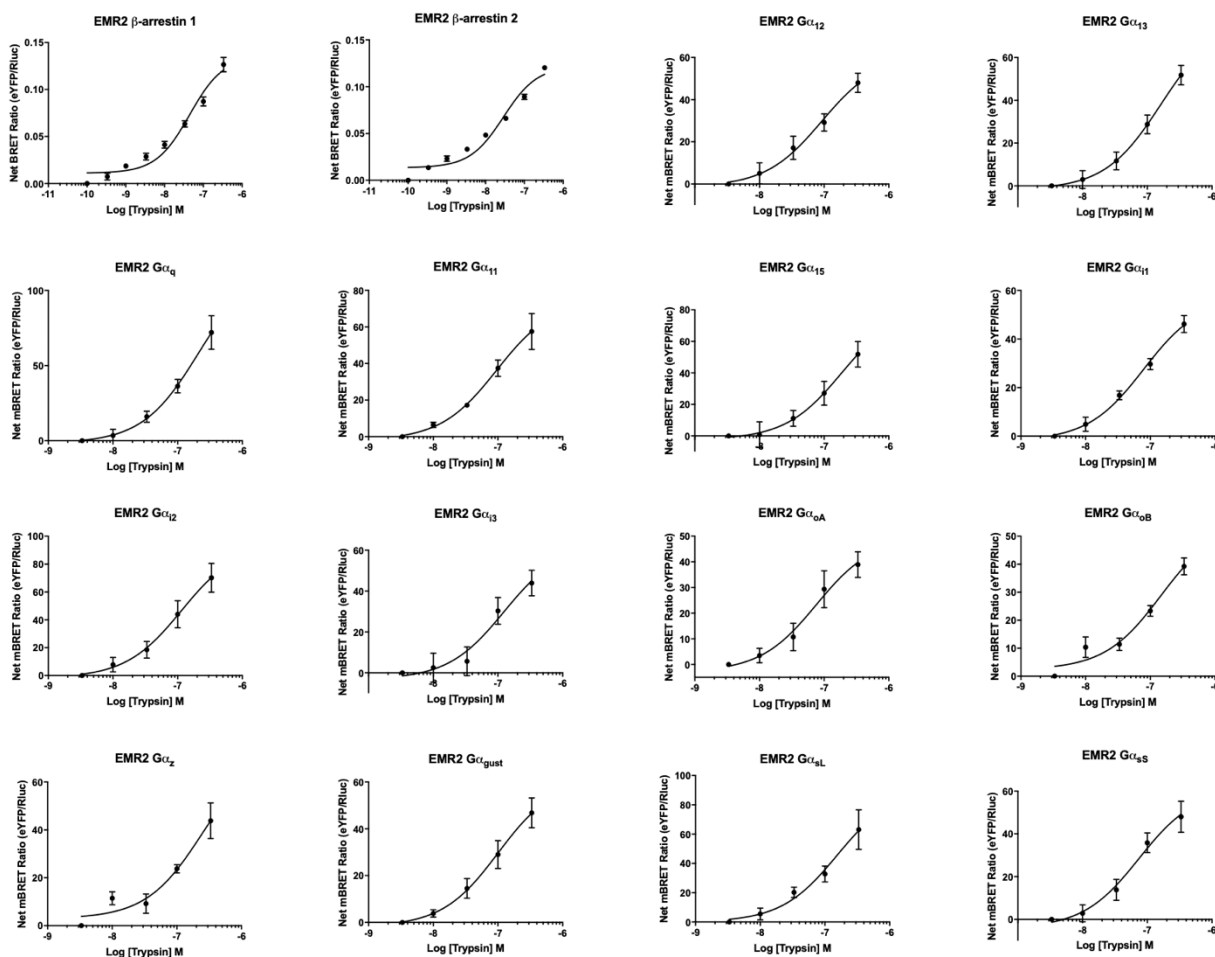 EMR2 β-arrestin 1
Net BRET Ratio (eYFP/Rluc)
0.15
0.10
0.05
0.00
-11 -10 -9 -8 -7 -6
Log [Trypsin] M
EMR2 β-arrestin 2
Net BRET Ratio (eYFP/Rluc)
0.15
0.10
0.05
0.00
-11 -10 -9 -8 -7 -6
Log [Trypsin] M
EMR2 Gα12
Net mBRET Ratio (eYFP/Rluc)
60
40
20
0
-8 -7 -6
Log [Trypsin] M
EMR2 Gα13
Net mBRET Ratio (eYFP/Rluc)
60
40
20
0
-8 -7 -6
Log [Trypsin] M
EMR2 Gαq
Net mBRET Ratio (eYFP/Rluc)
100
50
0
-9 -8 -7 -6
Log [Trypsin] M
EMR2 Gα11
Net mBRET Ratio (eYFP/Rluc)
80
60
40
20
0
-9 -8 -7 -6
Log [Trypsin] M
EMR2 Gα15
Net mBRET Ratio (eYFP/Rluc)
80
60
40
20
0
-8 -7 -6
Log [Trypsin] M
EMR2 Gαi1
Net mBRET Ratio (eYFP/Rluc)
60
40
20
0
-9 -8 -7 -6
Log [Trypsin] M
EMR2 Gαi2
Net mBRET Ratio (eYFP/Rluc)
100
80
60
40
20
0
-9 -8 -7 -6
Log [Trypsin] M
EMR2 Gαi3
Net mBRET Ratio (eYFP/Rluc)
60
40
20
0
-8 -7 -6
Log [Trypsin] M
EMR2 GαoA
Net mBRET Ratio (eYFP/Rluc)
50
40
30
20
10
0
-9 -8 -7 -6
Log [Trypsin] M
EMR2 GαoB
Net mBRET Ratio (eYFP/Rluc)
50
40
30
20
10
0
-9 -8 -7 -6
Log [Trypsin] M
EMR2 Gαz
Net mBRET Ratio (eYFP/Rluc)
60
40
20
0
-9 -8 -7 -6
Log [Trypsin] M
EMR2 Gαgust
Net mBRET Ratio (eYFP/Rluc)
60
40
20
0
-9 -8 -7 -6
Log [Trypsin] M
EMR2 GαsL
Net mBRET Ratio (eYFP/Rluc)
100
80
60
40
20
0
-9 -8 -7 -6
Log [Trypsin] M
EMR2 GαsS
Net mBRET Ratio (eYFP/Rluc)
60
40
20
0
-8 -7 -6
Log [Trypsin] M